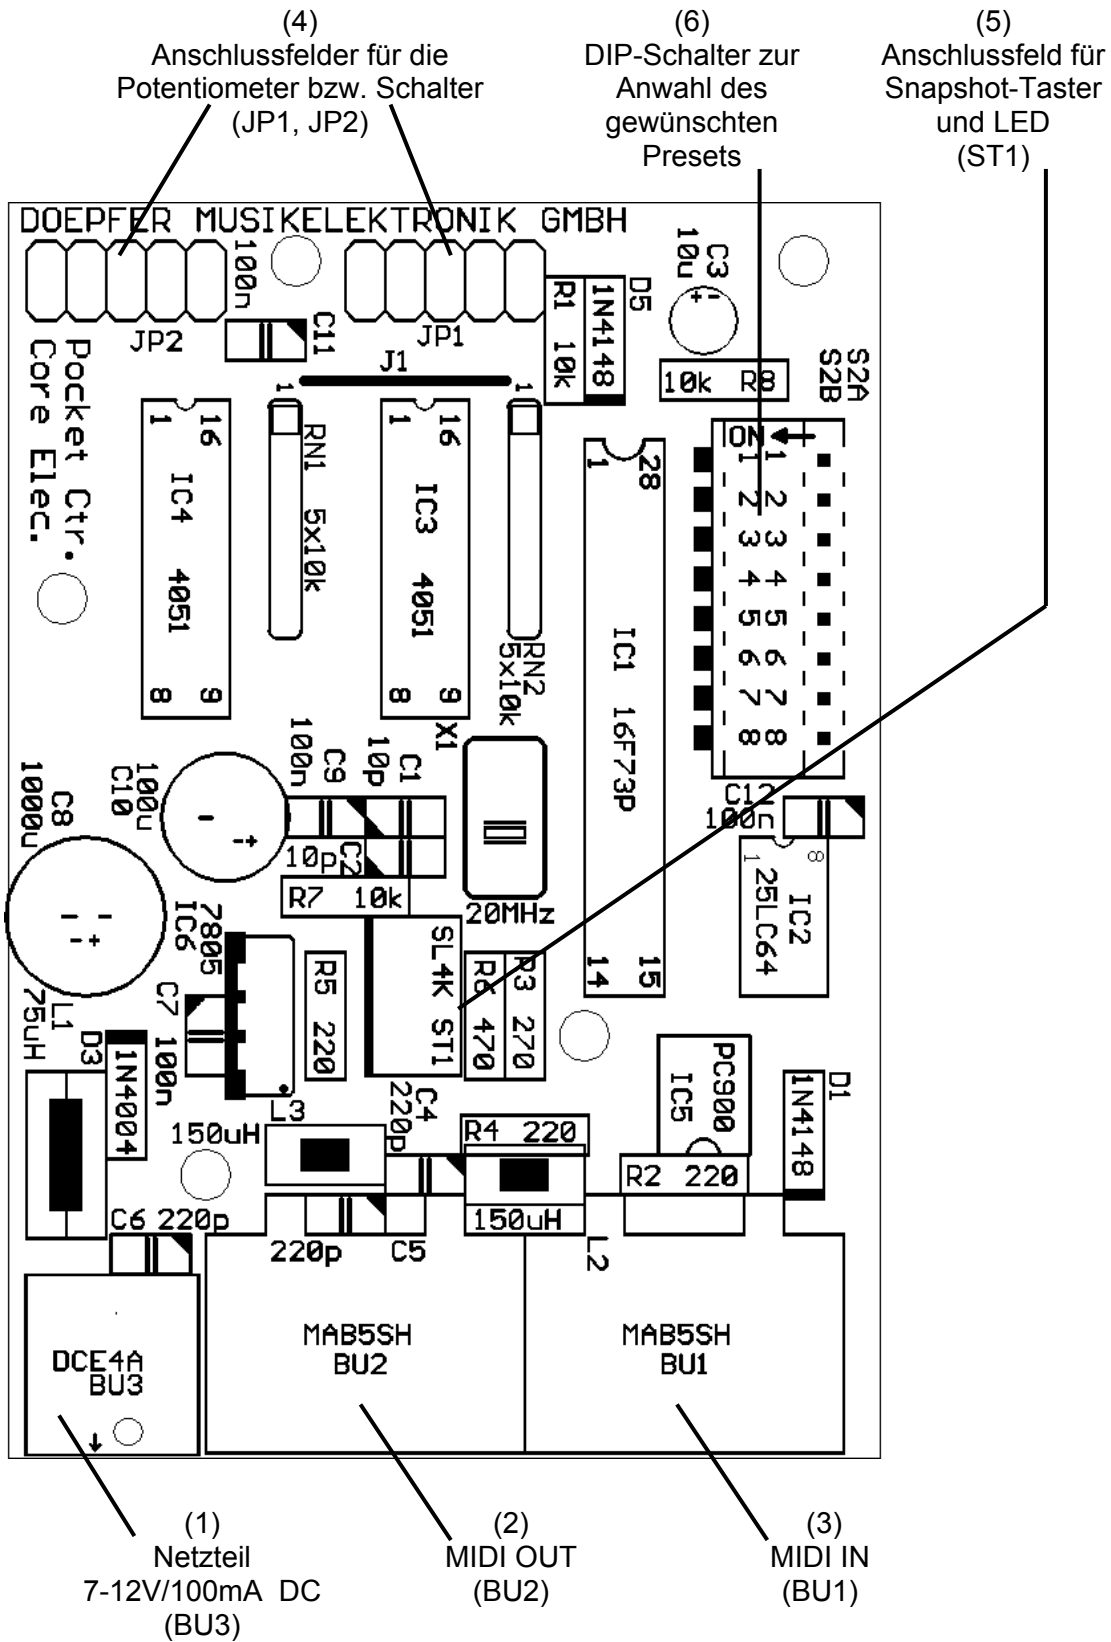 (4)
Anschlussfelder für die
Potentiometer bzw. Schalter
(JP1, JP2)
(6)
DIP-Schalter zur
Anwahl des
gewünschten
Presets
(5)
Anschlussfeld für
Snapshot-Taster
und LED
(ST1)
DOEPFER MUSIKELEKTRONIK GMBH
JP2
100n
C11
JP1
J1
R1 10k
1N4148
D5
10u
C3
10k R8
S2A
S2B
Pocket Ctr.
Core Elec.
1 16
IC4 4051
8 9
1
RN1 5x10k
1 16
IC3 4051
8 9
1
RN2
5x10k
1 28
IC1 16F73P
14 15
ON
1 1
2 2
3 3
4 4
5 5
6 6
7 7
8 8
X1
20MHz
C12
100n
1 8
IC2
25LC64
1000u
C8
100u
C10
100n
C9
10p
C1
10p
C2
R7 10k
IC6
7805
SL4K ST1
R5 220
R6 470
R3 270
C7
100n
L1
75uH
D3
1N4004
L3
150uH
C4
220p
R4 220
PC900
IC5
D1
1N4148
R2 220
C6 220p
220p C5
150uH
L2
DCE4A
BU3
MAB5SH
BU2
MAB5SH
BU1
(1)
Netzteil
7-12V/100mA DC
(BU3)
(2)
MIDI OUT
(BU2)
(3)
MIDI IN
(BU1)